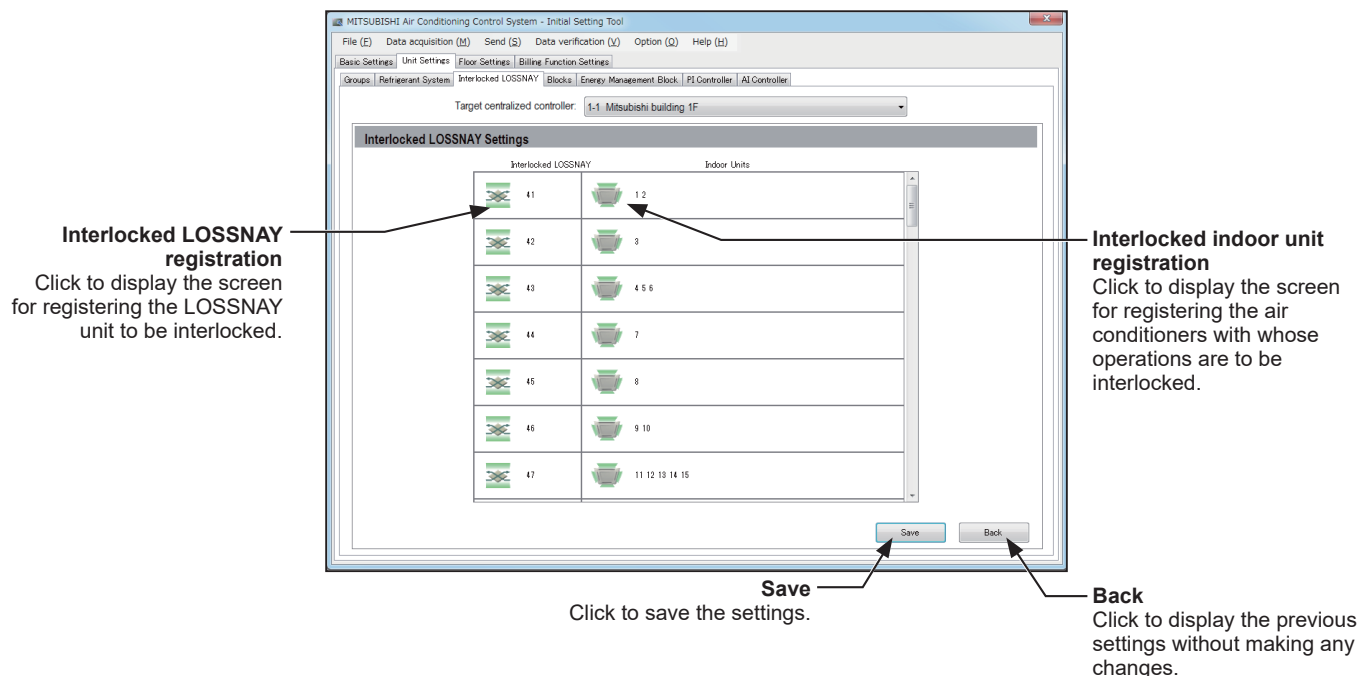 MITSUBISHI Air Conditioning Control System - Initial Setting Tool
x
File (F) Data acquisition (M) Send (S) Data verification (V) Option (O) Help (H)
Basic Settings Unit Settings Floor Settings Billing Function Settings
Groups Refrigerant System Interlocked LOSSNAY Blocks Energy Management Block PI Controller AI Controller
Target centralized controller: 1-1 Mitsubishi building 1F
Interlocked LOSSNAY Settings
Interlocked LOSSNAY Indoor Units
41 1 2
42 3
43 4 5 6
44 7
45 8
46 9 10
47 11 12 13 14 15
Save Back
Interlocked LOSSNAY
registration
Click to display the screen
for registering the LOSSNAY
unit to be interlocked.
Interlocked indoor unit
registration
Click to display the screen
for registering the air
conditioners with whose
operations are to be
interlocked.
Save
Click to save the settings.
Back
Click to display the previous
settings without making any
changes.